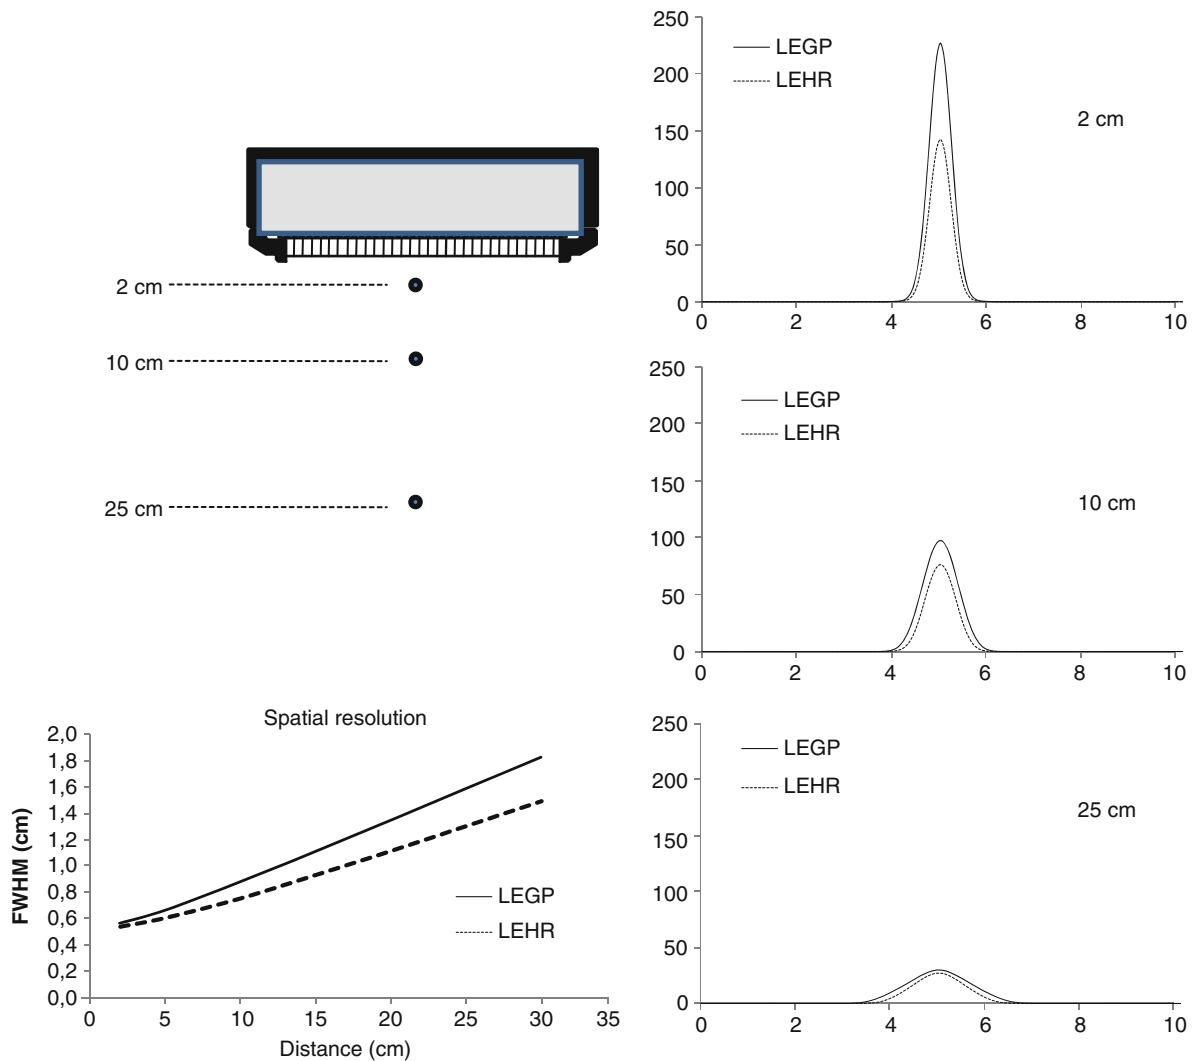 2 cm
10 cm
25 cm
250
200
150
100
50
0
0 2 4 6 8 10
LEGP
LEHR
2 cm
250
200
150
100
50
0
0 2 4 6 8 10
LEGP
LEHR
10 cm
Spatial resolution
FWHM (cm)
2,0
1,8
1,6
1,4
1,2
1,0
0,8
0,6
0,4
0,2
0,0
0 5 10 15 20 25 30 35
Distance (cm)
LEGP
LEHR
250
200
150
100
50
0
0 2 4 6 8 10
LEGP
LEHR
25 cm